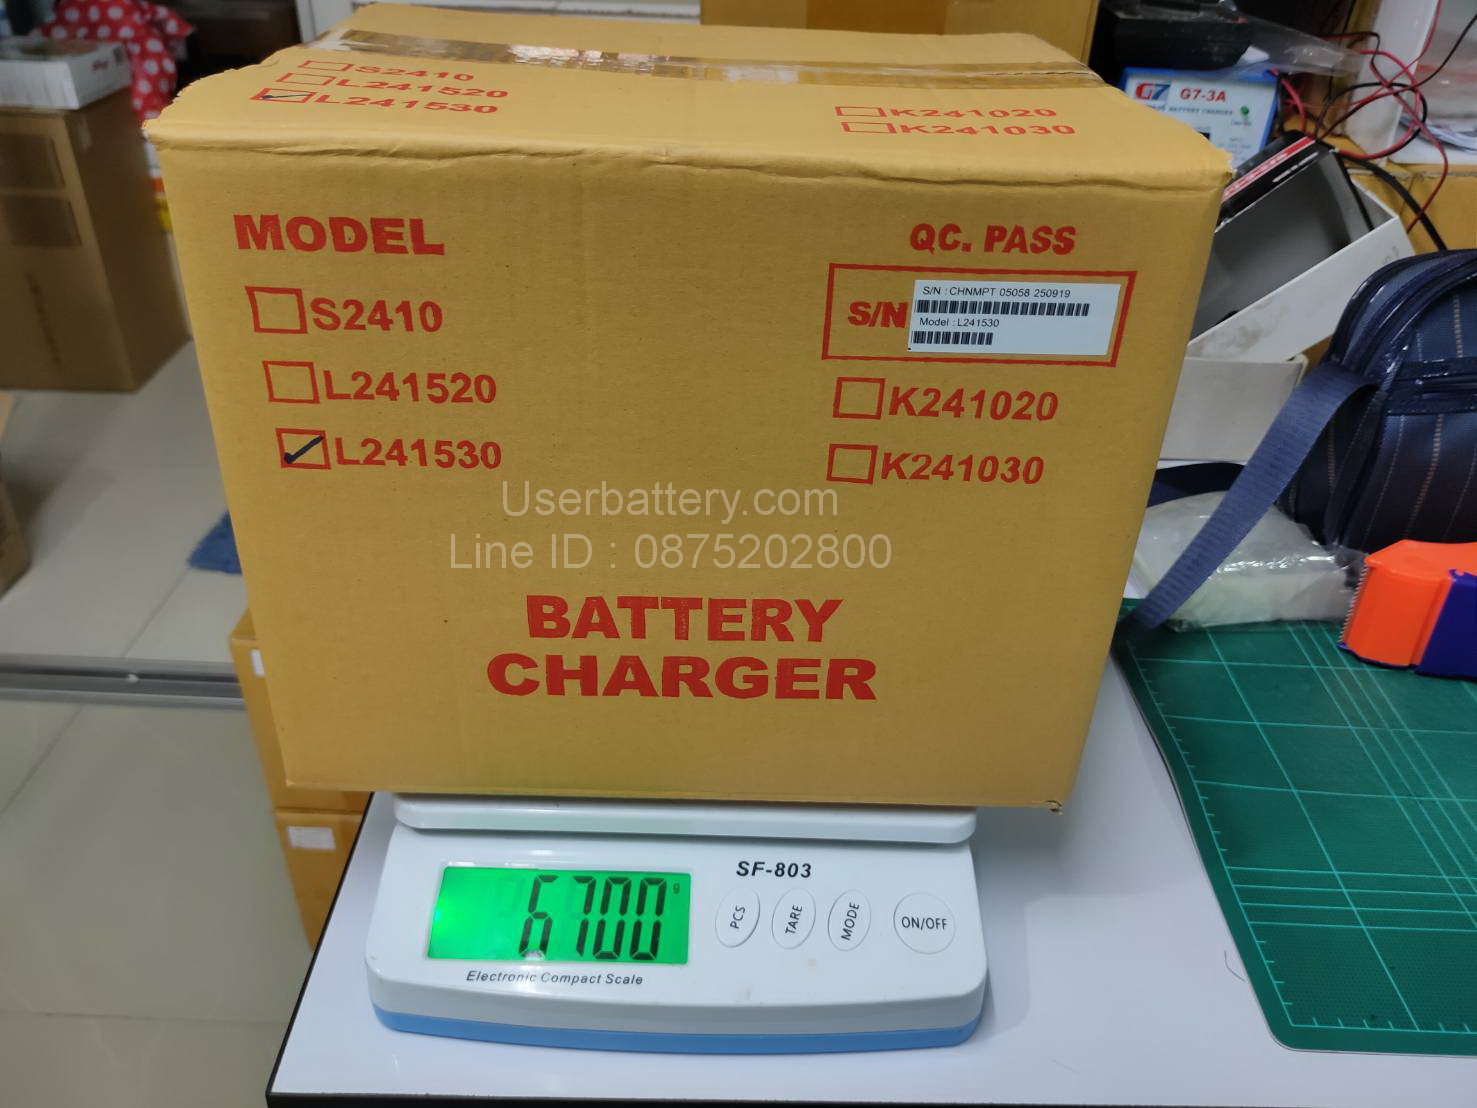 S2410
L241520
L241530
K241020
K241030
G7 G7-3A
MODEL
S2410
L241520
L241530
QC. PASS
S/N
S/N : CHNMPT 05058 250919
Model : L241530
K241020
K241030
Userbattery.com
Line ID : 0875202800
BATTERY
CHARGER
SF-803
6700 g
PCS
TARE
MODE
ON/OFF
Electronic Compact Scale